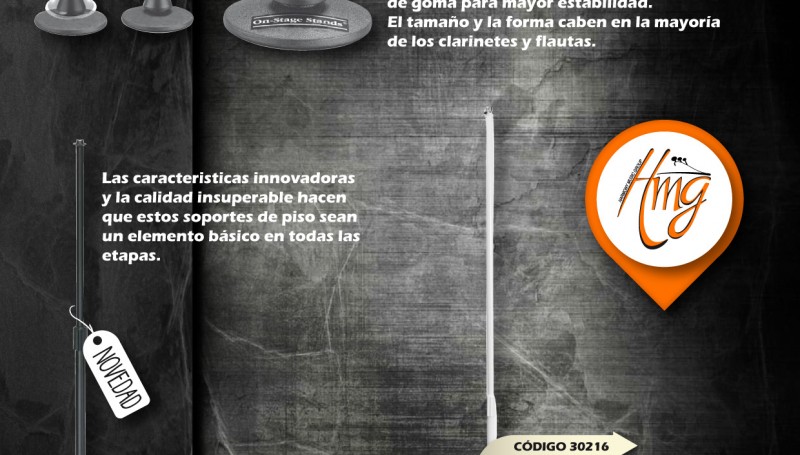 de goma para mayor estabilidad.
El tamaño y la forma caben en la mayoría
de los clarinetes y flautas.
On-Stage Stands
Las caracteristicas innovadoras
y la calidad insuperable hacen
que estos soportes de piso sean
un elemento básico en todas las
etapas.
Hmg
NOVEDAD
CÓDIGO 30216